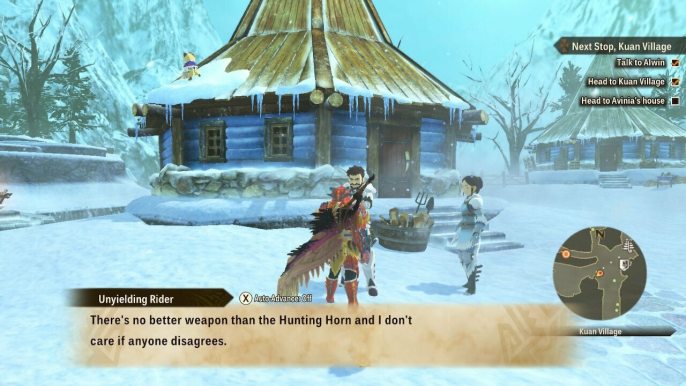 Next Stop, Kuan Village
Talk to Alwin
Head to Kuan Village
Head to Avinia's house
N
Kuan Village
Unyielding Rider
X Auto-Advance: Off
There's no better weapon than the Hunting Horn and I don't
care if anyone disagrees.